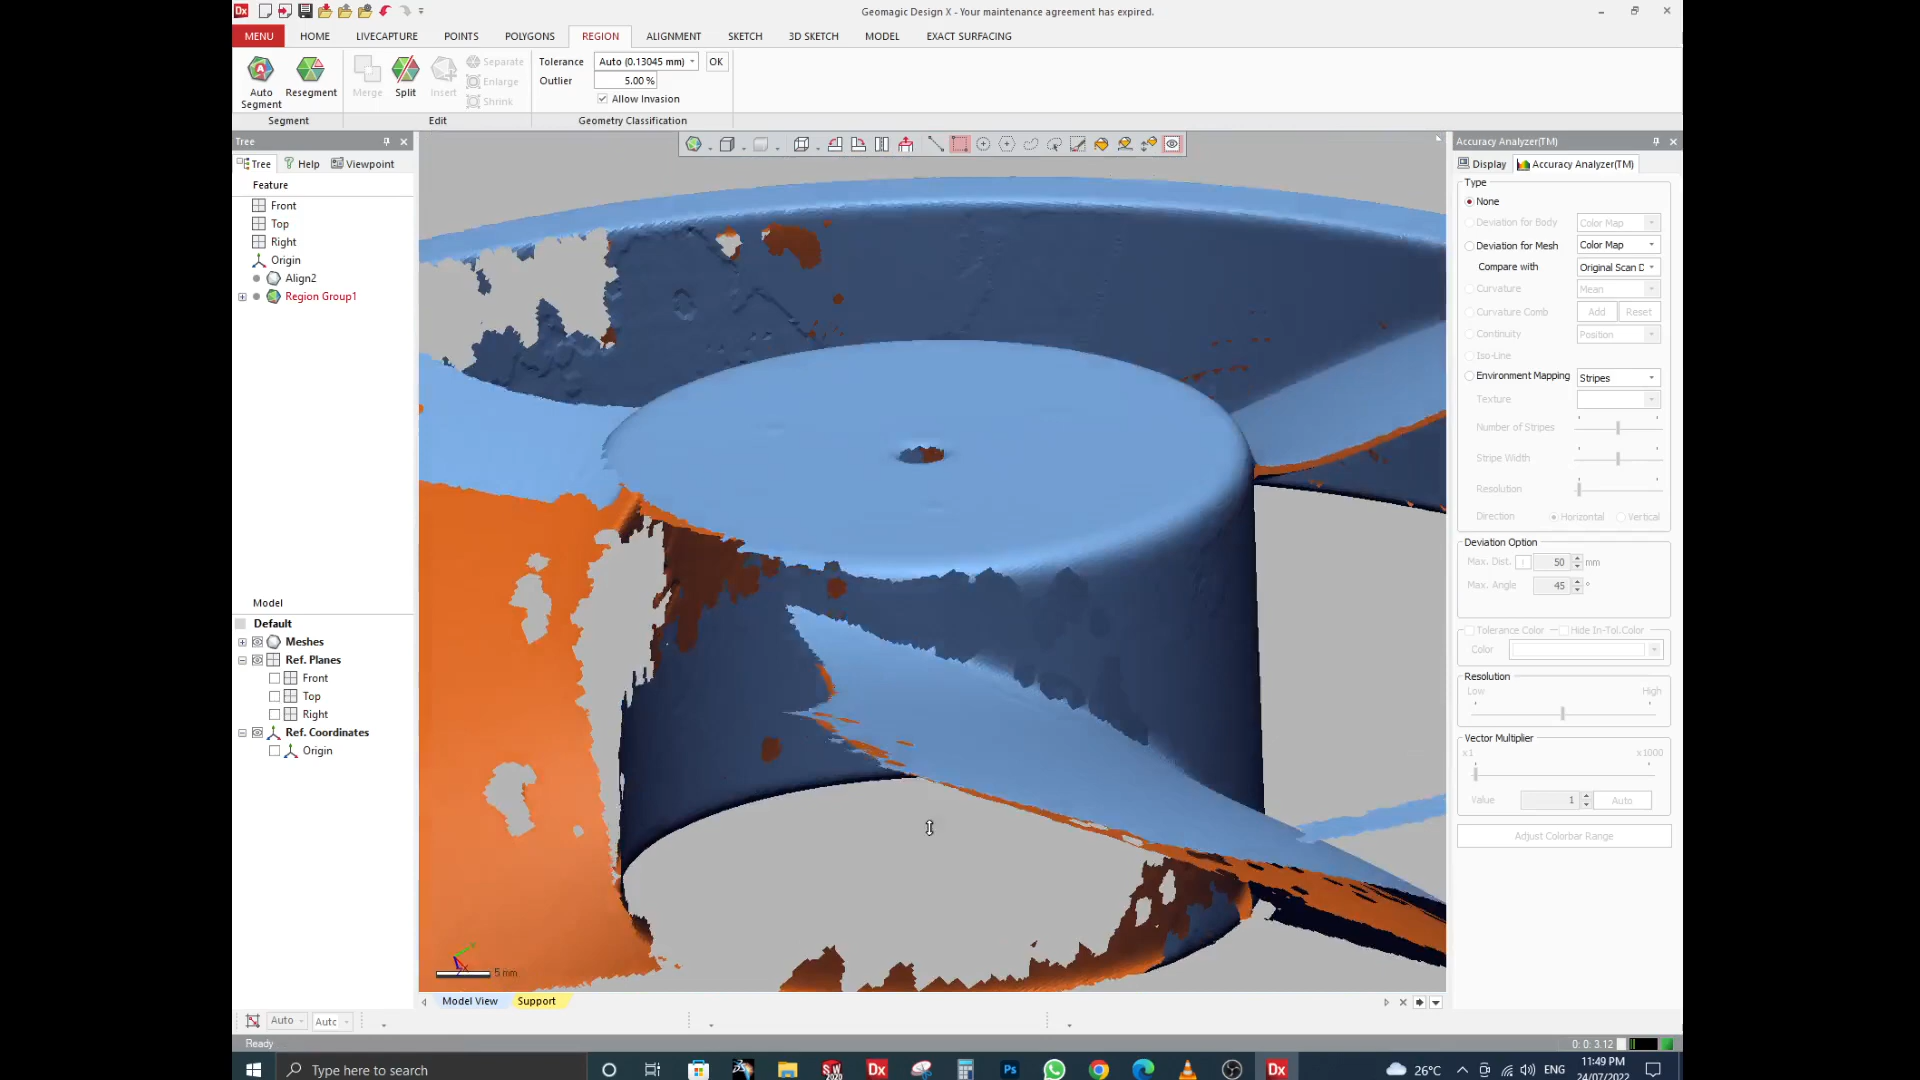 Geomagic Design X - Your maintenance agreement has expired.
MENU HOME LIVECAPTURE POINTS POLYGONS REGION ALIGNMENT SKETCH 3D SKETCH MODEL EXACT SURFACING
Auto Segment
Resegment
Merge
Split
Insert
Separate
Enlarge
Shrink
Tolerance Auto (0.13045 mm) OK
Outlier 5.00 %
Allow Invasion
Segment Edit Geometry Classification
Tree
Tree Help Viewpoint
Feature
Front
Top
Right
Origin
Align2
Region Group1
Model
Default
Meshes
Ref. Planes
Front
Top
Right
Ref. Coordinates
Origin
5 mm
Model View Support
Accuracy Analyzer(TM)
Display Accuracy Analyzer(TM)
Type
None
Deviation for Body Color Map
Deviation for Mesh Color Map
Compare with Original Scan D
Curvature Mean
Curvature Comb Add Reset
Continuity Position
Iso-Line
Environment Mapping Stripes
Texture
Number of Stripes
Stripe Width
Resolution
Direction Horizontal Vertical
Deviation Option
Max. Dist. 50 mm
Max. Angle 45 °
Tolerance Color Hide In-Tol.Color
Color
Resolution
Low High
Vector Multiplier
x1 x1000
Value 1 Auto
Adjust Colorbar Range
Auto Autc
Ready
0: 0: 3.12
Type here to search
26°C ENG
11:49 PM
24/07/2022